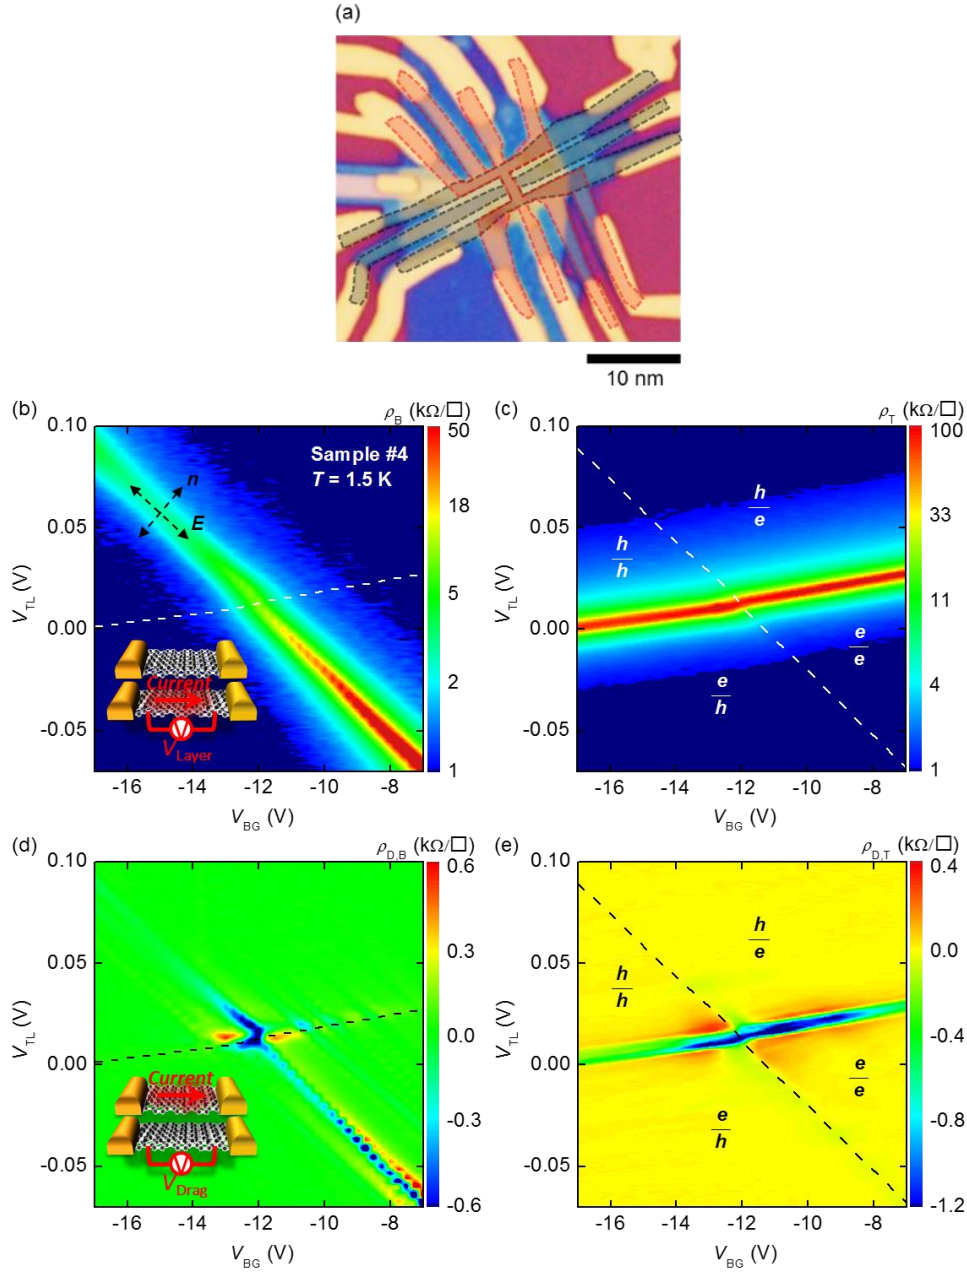 (a)
10 nm
(b)
ρB (kΩ/□)
0.10
0.05
0.00
-0.05
VTL (V)
n
E
Sample #4
T = 1.5 K
Current
V
VLayer
50
18
5
2
1
-16 -14 -12 -10 -8
VBG (V)
(c)
ρT (kΩ/□)
0.10
0.05
0.00
-0.05
VTL (V)
h
e
h
h
e
e
e
h
100
33
11
4
1
-16 -14 -12 -10 -8
VBG (V)
(d)
ρD,B (kΩ/□)
0.10
0.05
0.00
-0.05
VTL (V)
Current
V
VDrag
0.6
0.3
0.0
-0.3
-0.6
-16 -14 -12 -10 -8
VBG (V)
(e)
ρD,T (kΩ/□)
0.10
0.05
0.00
-0.05
VTL (V)
h
e
h
h
e
e
e
h
0.4
0.0
-0.4
-0.8
-1.2
-16 -14 -12 -10 -8
VBG (V)